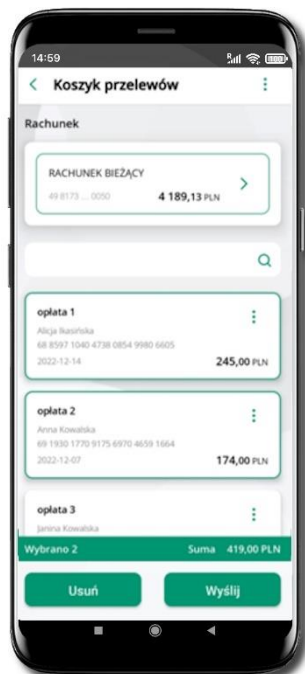 14:59
Koszyk przelewów
Rachunek
RACHUNEK BIEŻĄCY
49 8173 ... 0050 4 189,13 PLN
opłata 1
Alicja Ikasińska
68 8597 1040 4738 0854 9980 6605
2022-12-14 245,00 PLN
opłata 2
Anna Kowalska
69 1930 1770 9175 6970 4659 1664
2022-12-07 174,00 PLN
opłata 3
Janina Kowalska
Wybrano 2 Suma 419,00 PLN
Usuń Wyślij